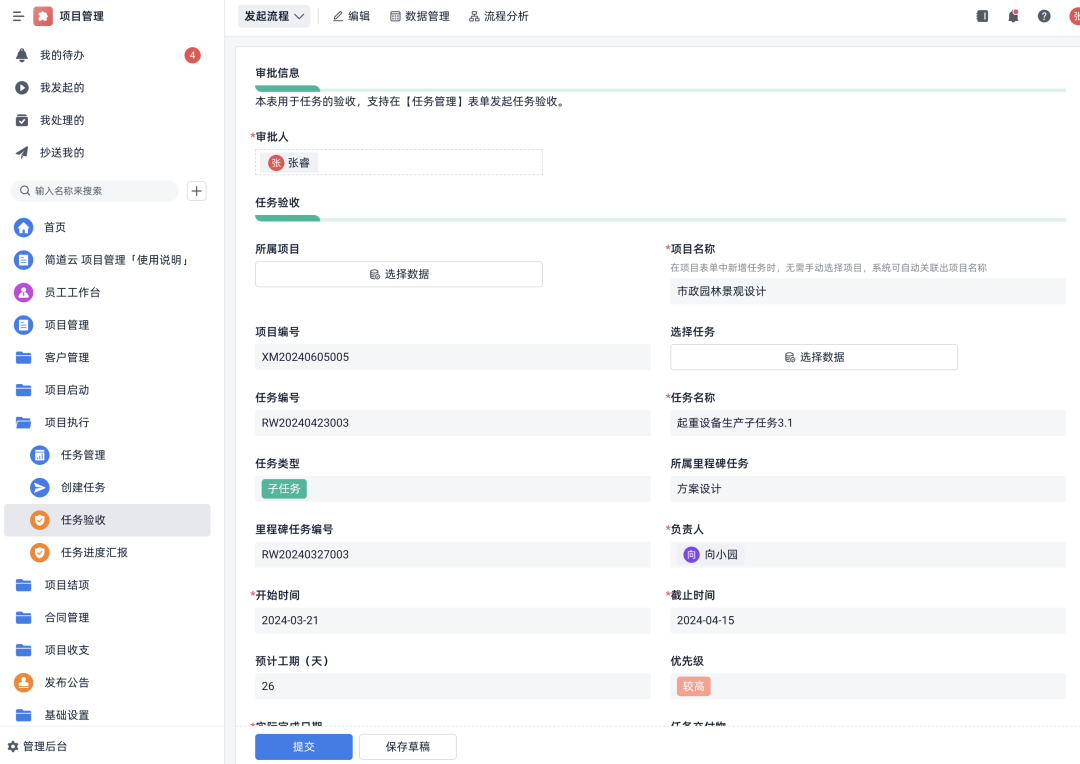 项目管理
我的待办
4
我发起的
我处理的
抄送我的
输入名称来搜索
首页
简道云 项目管理「使用说明」
员工工作台
项目管理
客户管理
项目启动
项目执行
任务管理
创建任务
任务验收
任务进度汇报
项目结项
合同管理
项目收支
发布公告
基础设置
管理后台
发起流程
编辑
数据管理
流程分析
张
审批信息
本表用于任务的验收，支持在【任务管理】表单发起任务验收。
*审批人
张 张睿
任务验收
所属项目
选择数据
*项目名称
在项目表单中新增任务时，无需手动选择项目，系统可自动关联出项目名称
市政园林景观设计
项目编号
XM20240605005
选择任务
选择数据
任务编号
RW20240423003
*任务名称
起重设备生产子任务3.1
任务类型
子任务
所属里程碑任务
方案设计
里程碑任务编号
RW20240327003
*负责人
向 向小园
*开始时间
2024-03-21
*截止时间
2024-04-15
预计工期（天）
26
优先级
较高
*实际完成日期
任务交付物
提交
保存草稿